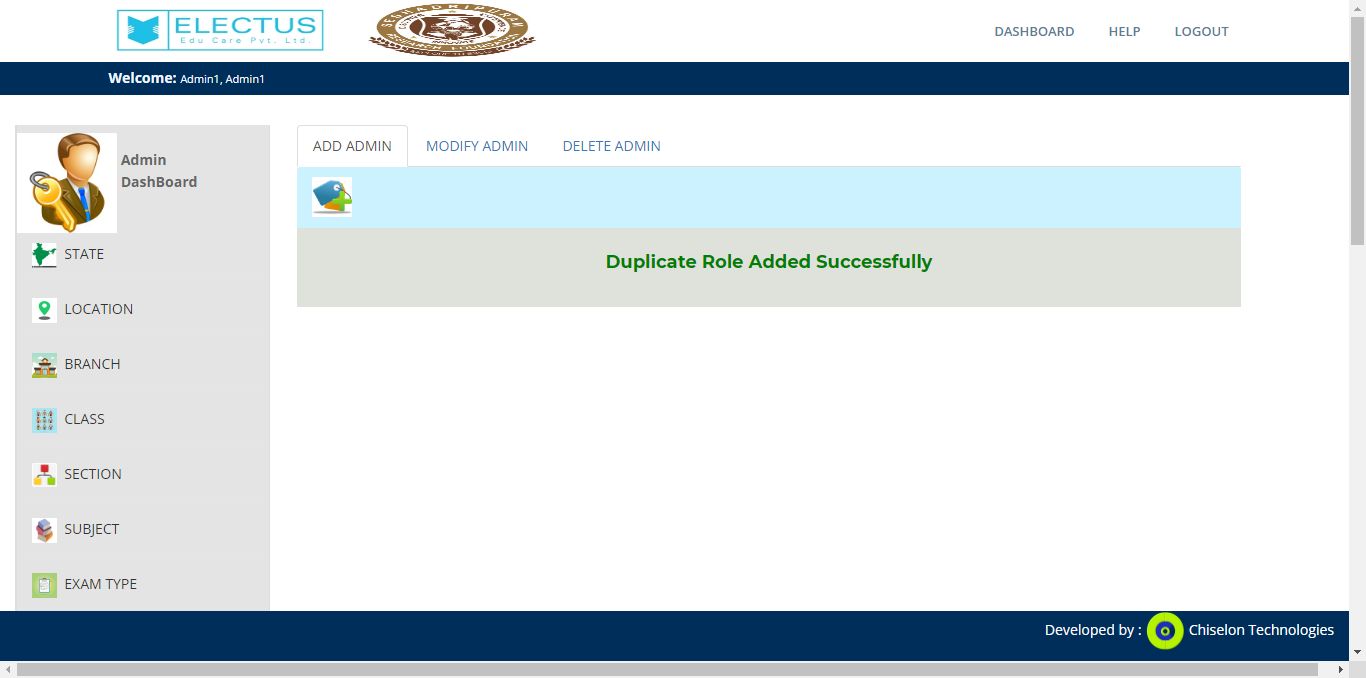 ELECTUS
Edu Care Pvt. Ltd.
SESHADRIPURAM
DASHBOARD HELP LOGOUT
Welcome: Admin1, Admin1
Admin
DashBoard
STATE
LOCATION
BRANCH
CLASS
SECTION
SUBJECT
EXAM TYPE
ADD ADMIN MODIFY ADMIN DELETE ADMIN
Duplicate Role Added Successfully
Developed by : Chiselon Technologies